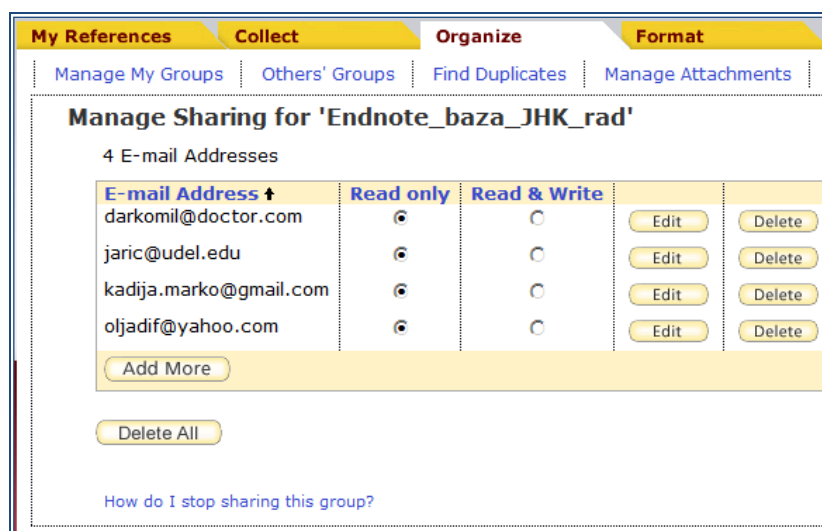 My References Collect Organize Format
Manage My Groups Others' Groups Find Duplicates Manage Attachments
Manage Sharing for 'Endnote_baza_JHK_rad'
4 E-mail Addresses
E-mail Address Read only Read & Write
darkomil@doctor.com Edit Delete
jaric@udel.edu Edit Delete
kadija.marko@gmail.com Edit Delete
oljadif@yahoo.com Edit Delete
Add More
Delete All
How do I stop sharing this group?